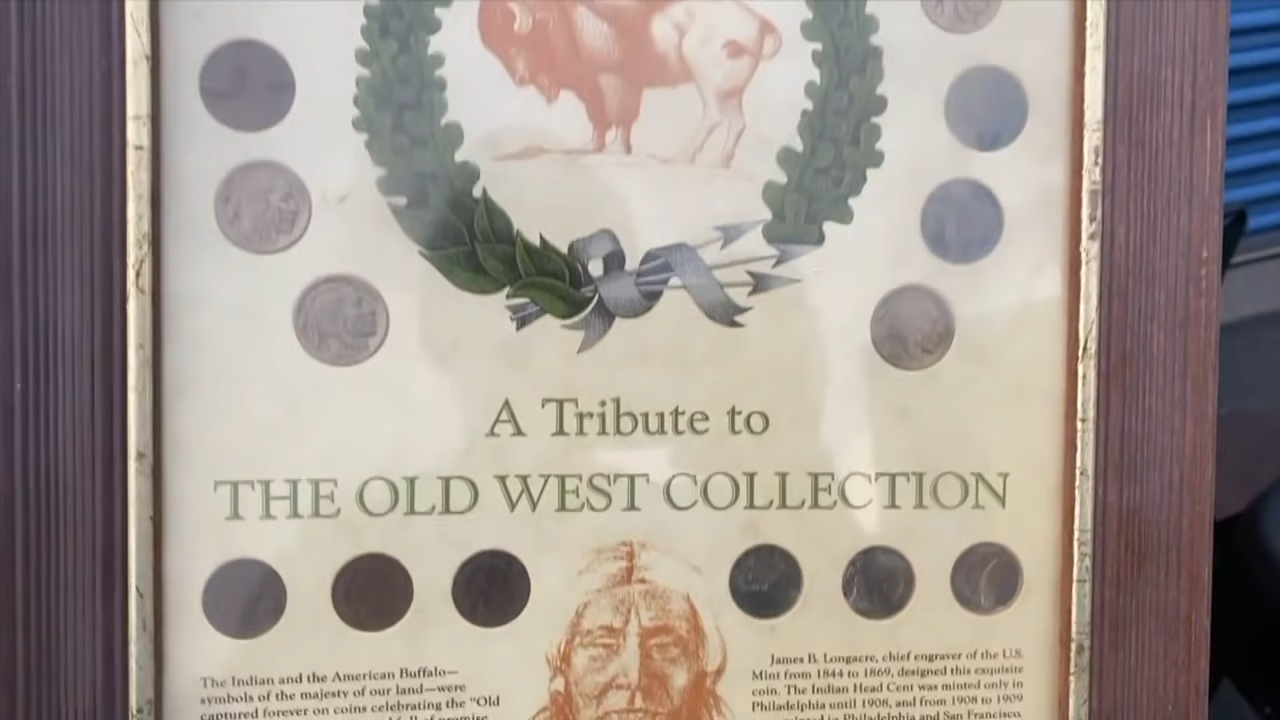 A Tribute to
THE OLD WEST COLLECTION
The Indian and the American Buffalo—
symbols of the majesty of our land—were
captured forever on coins celebrating the "Old
of promise
James B. Longacre, chief engraver of the U.S.
Mint from 1844 to 1869, designed this exquisite
coin. The Indian Head Cent was minted only in
Philadelphia until 1908, and from 1908 to 1909
minted in Philadelphia and San Francisco.